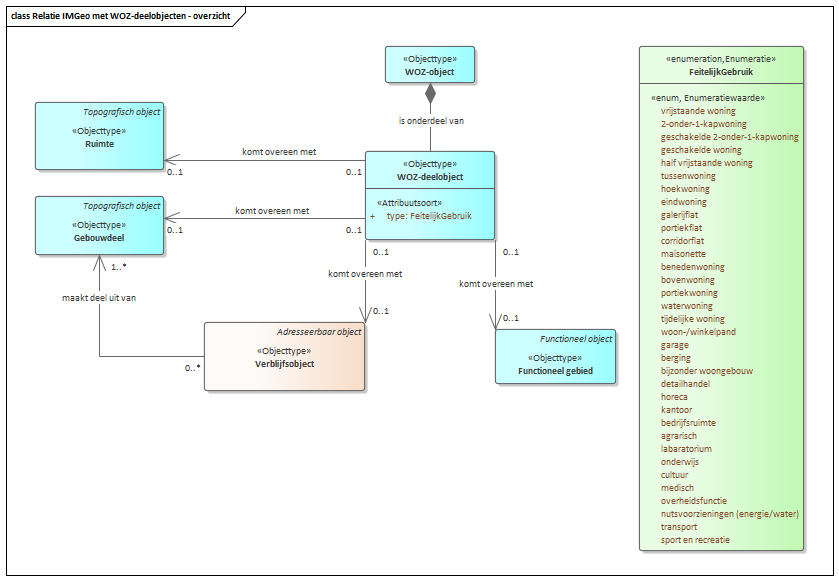 class Relatie IMGeo met WOZ-deelobjecten - overzicht
«Objecttype»
WOZ-object
is onderdeel van
Topografisch object
«Objecttype»
Ruimte
komt overeen met
0..1
0..1
«Objecttype»
WOZ-deelobject
«Attribuutsoort»
+ type: FeitelijkGebruik
Topografisch object
«Objecttype»
Gebouwdeel
komt overeen met
0..1
0..1
1..*
maakt deel uit van
0..*
0..1
komt overeen met
0..1
0..1
komt overeen met
0..1
Adresseerbaar object
«Objecttype»
Verblijfsobject
Functioneel object
«Objecttype»
Functioneel gebied
«enumeration,Enumeratie»
FeitelijkGebruik
«enum, Enumeratiewaarde»
vrijstaande woning
2-onder-1-kapwoning
geschakelde 2-onder-1-kapwoning
geschakelde woning
half vrijstaande woning
tussenwoning
hoekwoning
eindwoning
galerijflat
portiekflat
corridorflat
maisonette
benedenwoning
bovenwoning
portiekwoning
waterwoning
tijdelijke woning
woon-/winkelpand
garage
berging
bijzonder woongebouw
detailhandel
horeca
kantoor
bedrijfsruimte
agrarisch
labaratorium
onderwijs
cultuur
medisch
overheidsfunctie
nutsvoorzieningen (energie/water)
transport
sport en recreatie